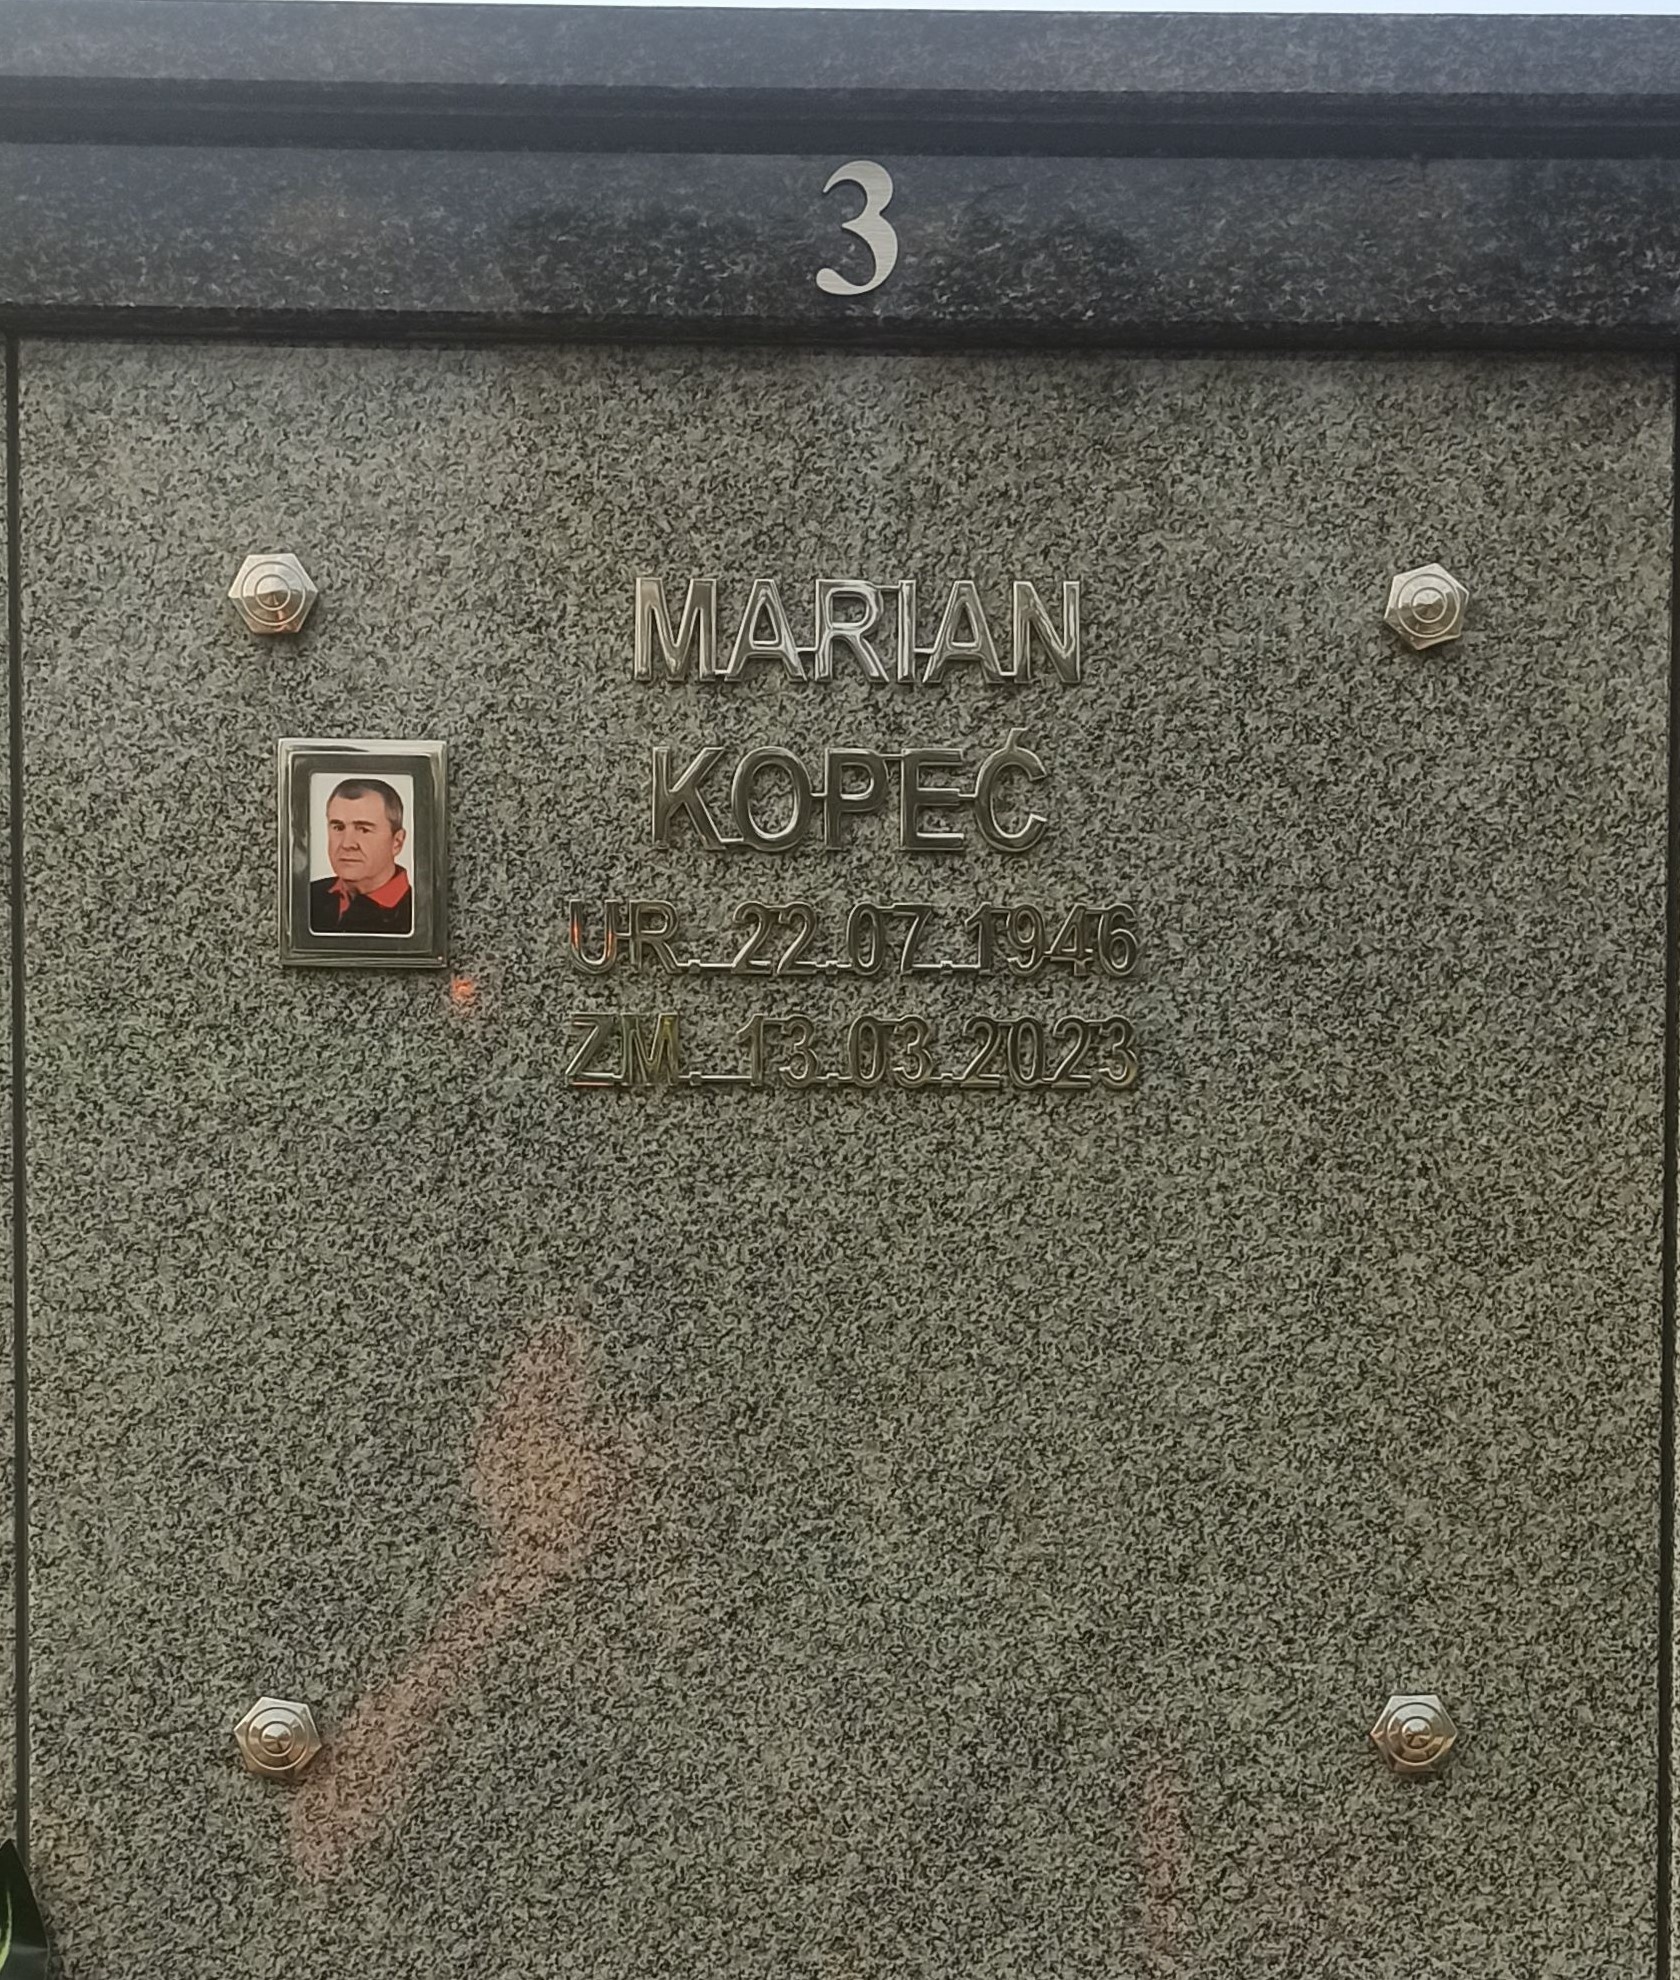 3
MARIAN
KOPEĆ
UR. 22.07.1946
ZM. 13.03.2023